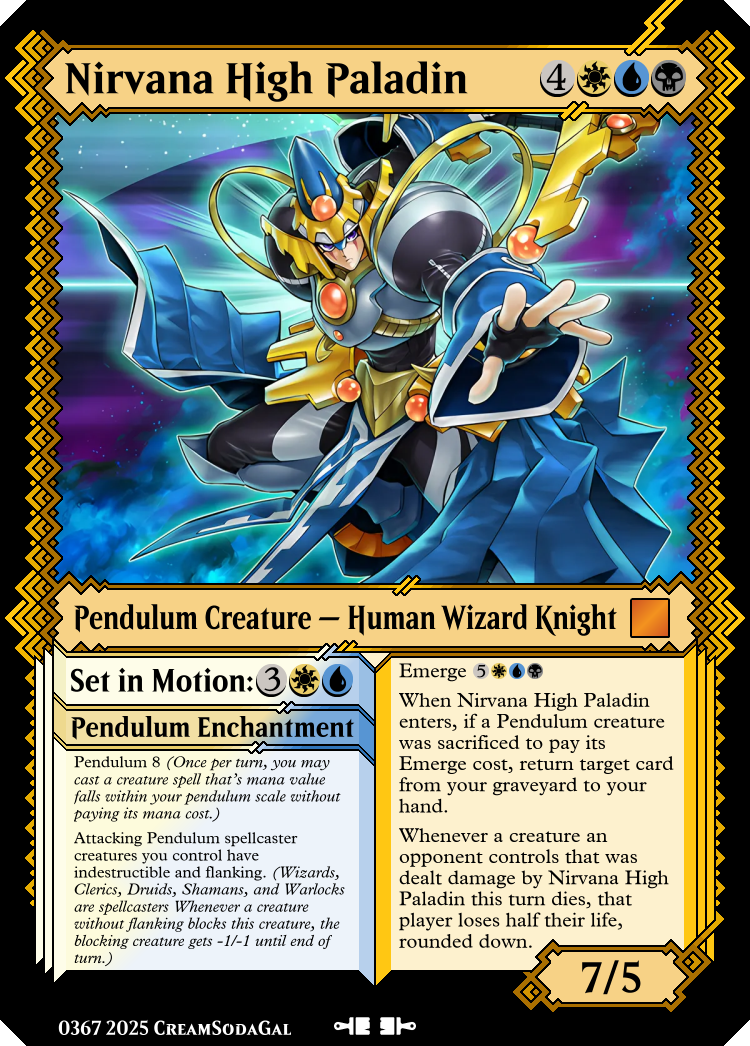 Nirvana High Paladin 4
Pendulum Creature — Human Wizard Knight
Set in Motion: 3
Pendulum Enchantment
Pendulum 8 (Once per turn, you may
cast a creature spell that's mana value
falls within your pendulum scale without
paying its mana cost.)
Attacking Pendulum spellcaster
creatures you control have
indestructible and flanking. (Wizards,
Clerics, Druids, Shamans, and Warlocks
are spellcasters Whenever a creature
without flanking blocks this creature, the
blocking creature gets -1/-1 until end of
turn.)
Emerge 5
When Nirvana High Paladin
enters, if a Pendulum creature
was sacrificed to pay its
Emerge cost, return target card
from your graveyard to your
hand.
Whenever a creature an
opponent controls that was
dealt damage by Nirvana High
Paladin this turn dies, that
player loses half their life,
rounded down.
7/5
0367 2025 CreamSodaGal